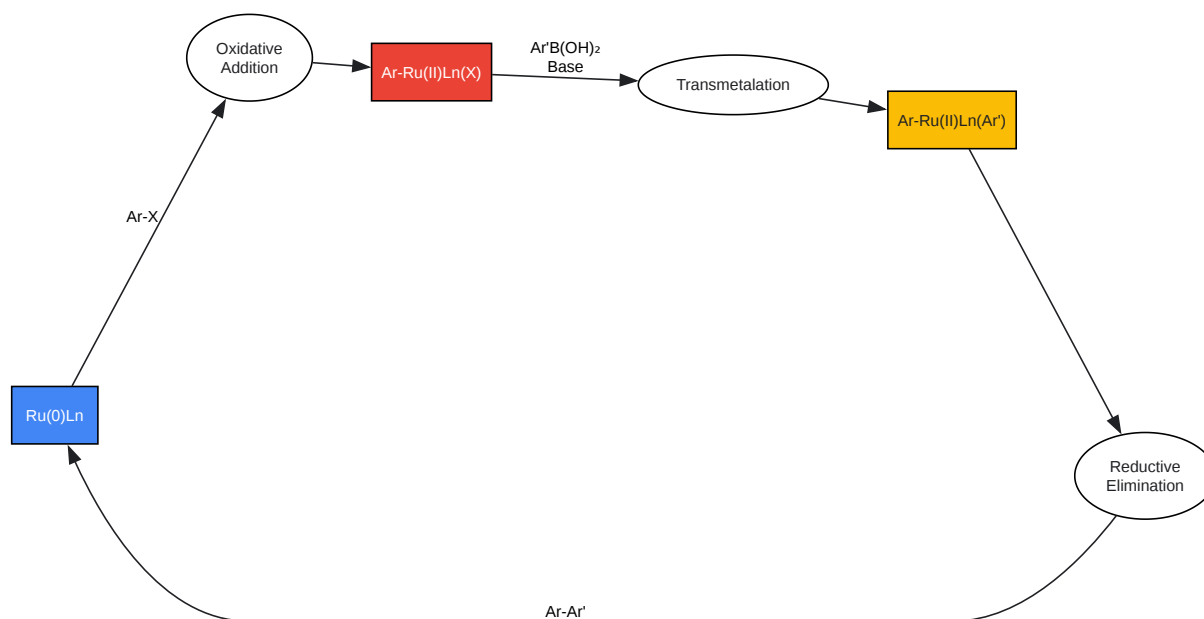 Oxidative
Addition
Ar-Ru(II)Ln(X)
Ar'B(OH)₂
Base
Transmetalation
Ar-Ru(II)Ln(Ar')
Ar-X
Ru(0)Ln
Reductive
Elimination
Ar-Ar'